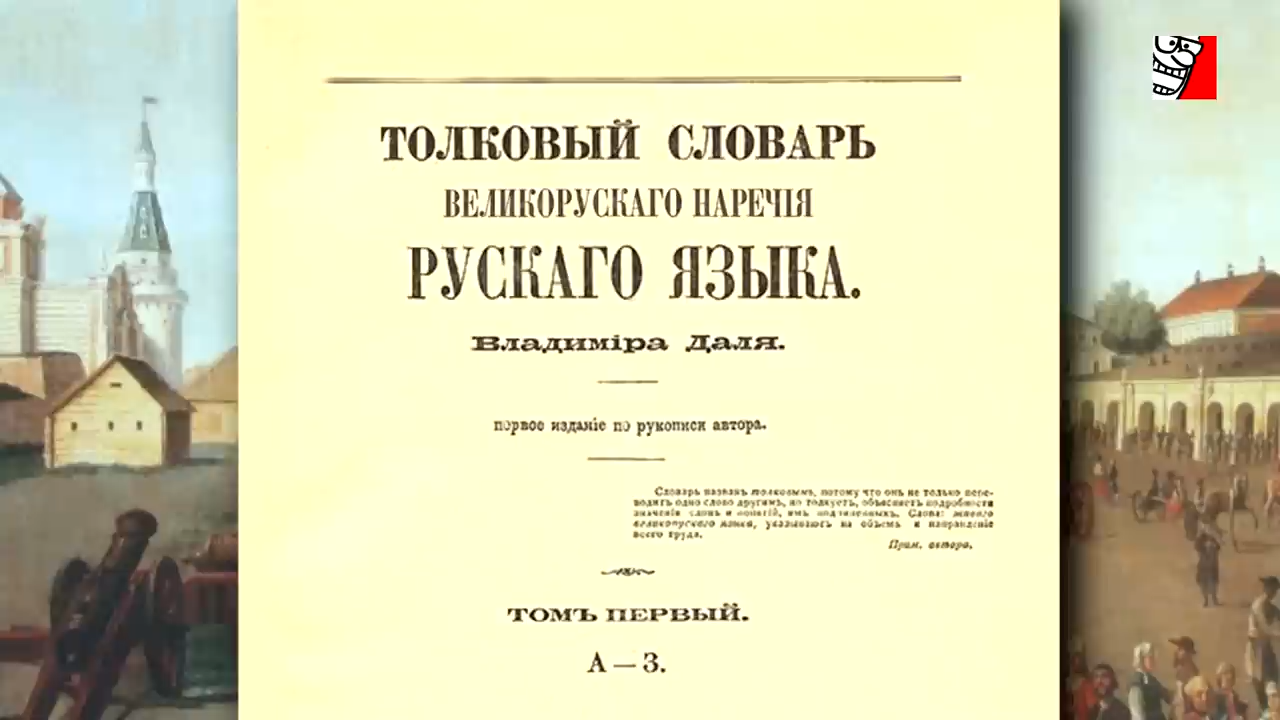 ТОЛКОВЫЙ СЛОВАРЬ
ВЕЛИКОРУСКАГО НАРЕЧІЯ
РУСКАГО ЯЗЫКА.
Владиміра Даля.
первое изданіе по рукописи автора.
Словарь названъ толковымъ, потому что онъ не только пере-
водитъ одно слово другимъ, но толкуетъ, объясняетъ подробности
значенія словъ и понятій, имъ подчиненныхъ. Слова: живаго
великорускаго языка, указываютъ на объемъ и направленіе
всего труда.
Прим. автора.
ТОМЪ ПЕРВЫЙ.
А — З.